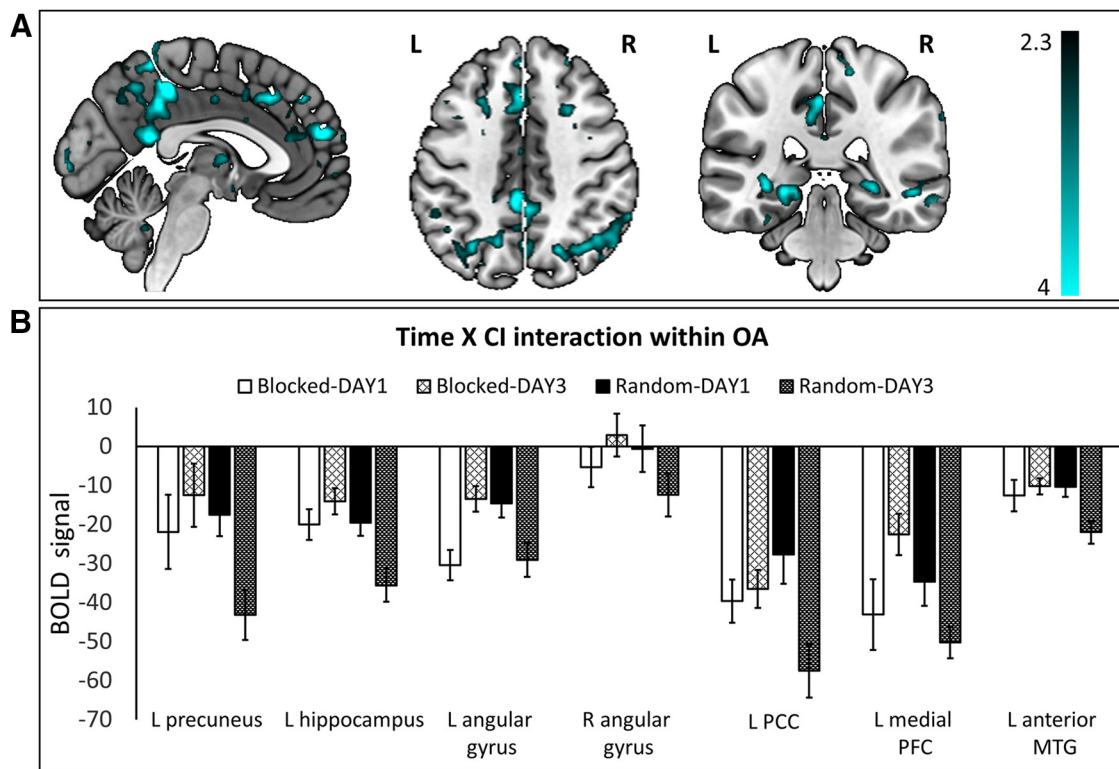 A
L R
L R
2.3
4
B
Time X CI interaction within OA
Blocked-DAY1 Blocked-DAY3 Random-DAY1 Random-DAY3
BOLD signal
10
0
-10
-20
-30
-40
-50
-60
-70
L precuneus
L hippocampus
L angular
gyrus
R angular
gyrus
L PCC
L medial
PFC
L anterior
MTG